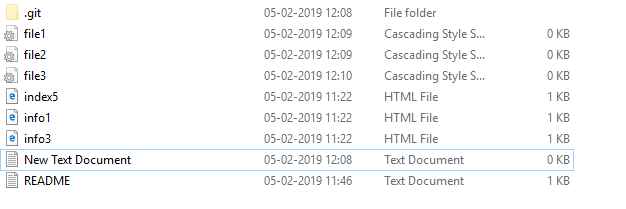 .git 05-02-2019 12:08 File folder
file1 05-02-2019 12:09 Cascading Style S... 0 KB
file2 05-02-2019 12:09 Cascading Style S... 0 KB
file3 05-02-2019 12:10 Cascading Style S... 0 KB
index5 05-02-2019 11:22 HTML File 1 KB
info1 05-02-2019 11:22 HTML File 1 KB
info3 05-02-2019 11:22 HTML File 1 KB
New Text Document 05-02-2019 12:08 Text Document 0 KB
README 05-02-2019 11:46 Text Document 1 KB